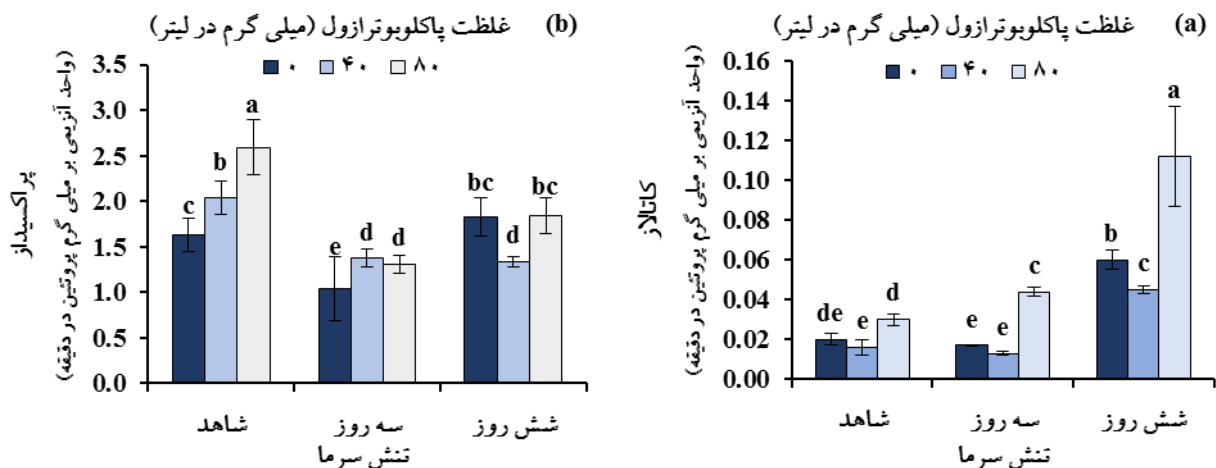 (b) غلظت پاکلوبوترازول (میلی گرم در لیتر)
۰ ۴۰ ۸۰
پراکسیداز
(واحد آنزیمی بر میلی گرم پروتئین در دقیقه)
3.5
3.0
2.5
2.0
1.5
1.0
0.5
0.0
c b a
e d d
bc d bc
شاهد
سه روز
شش روز
تنش سرما
(a) غلظت پاکلوبوترازول (میلی گرم در لیتر)
۰ ۴۰ ۸۰
کاتالاز
(واحد آنزیمی بر میلی گرم پروتئین در دقیقه)
0.16
0.14
0.12
0.10
0.08
0.06
0.04
0.02
0.00
de e d
e e c
b c a
شاهد
سه روز
شش روز
تنش سرما